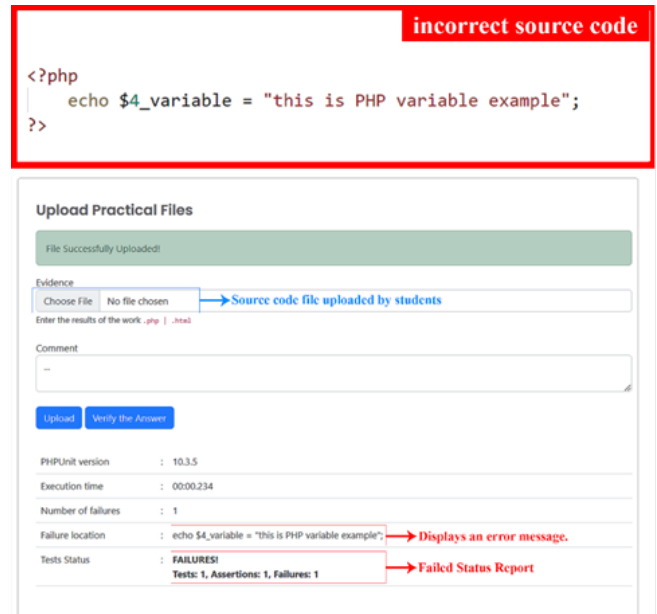 incorrect source code
<?php
echo $4_variable = "this is PHP variable example";
?>
Upload Practical Files
File Successfully Uploaded!
Evidence
Choose File No file chosen Source code file uploaded by students
Enter the results of the work .php | .html
Comment
--
Upload Verify the Answer
PHPUnit version : 10.3.5
Execution time : 00:00.234
Number of failures : 1
Failure location : echo $4_variable = "this is PHP variable example"; Displays an error message.
Tests Status : FAILURES!
Tests: 1, Assertions: 1, Failures: 1 Failed Status Report